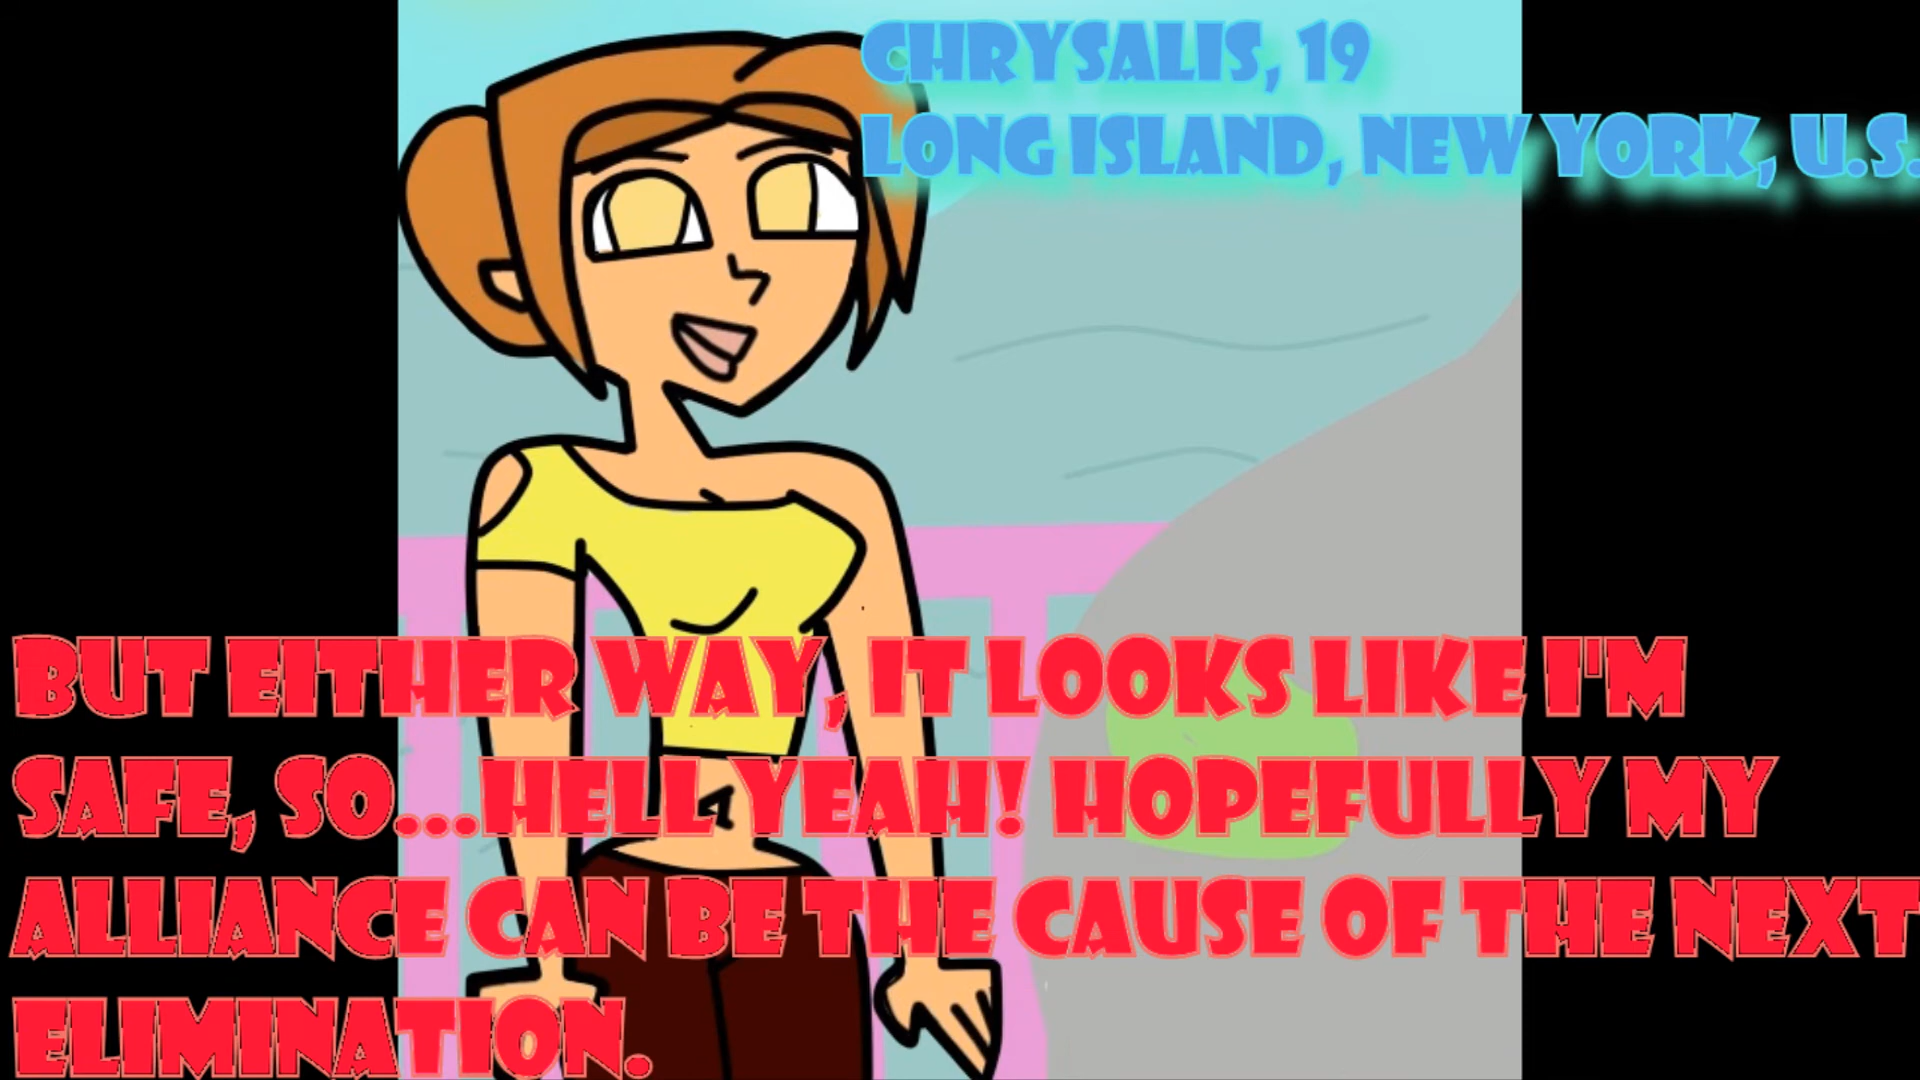 CHRYSALIS, 19
LONG ISLAND, NEW YORK, U.S.
BUT EITHER WAY, IT LOOKS LIKE I'M
SAFE, SO...HELL YEAH! HOPEFULLY MY
ALLIANCE CAN BE THE CAUSE OF THE NEXT
ELIMINATION.